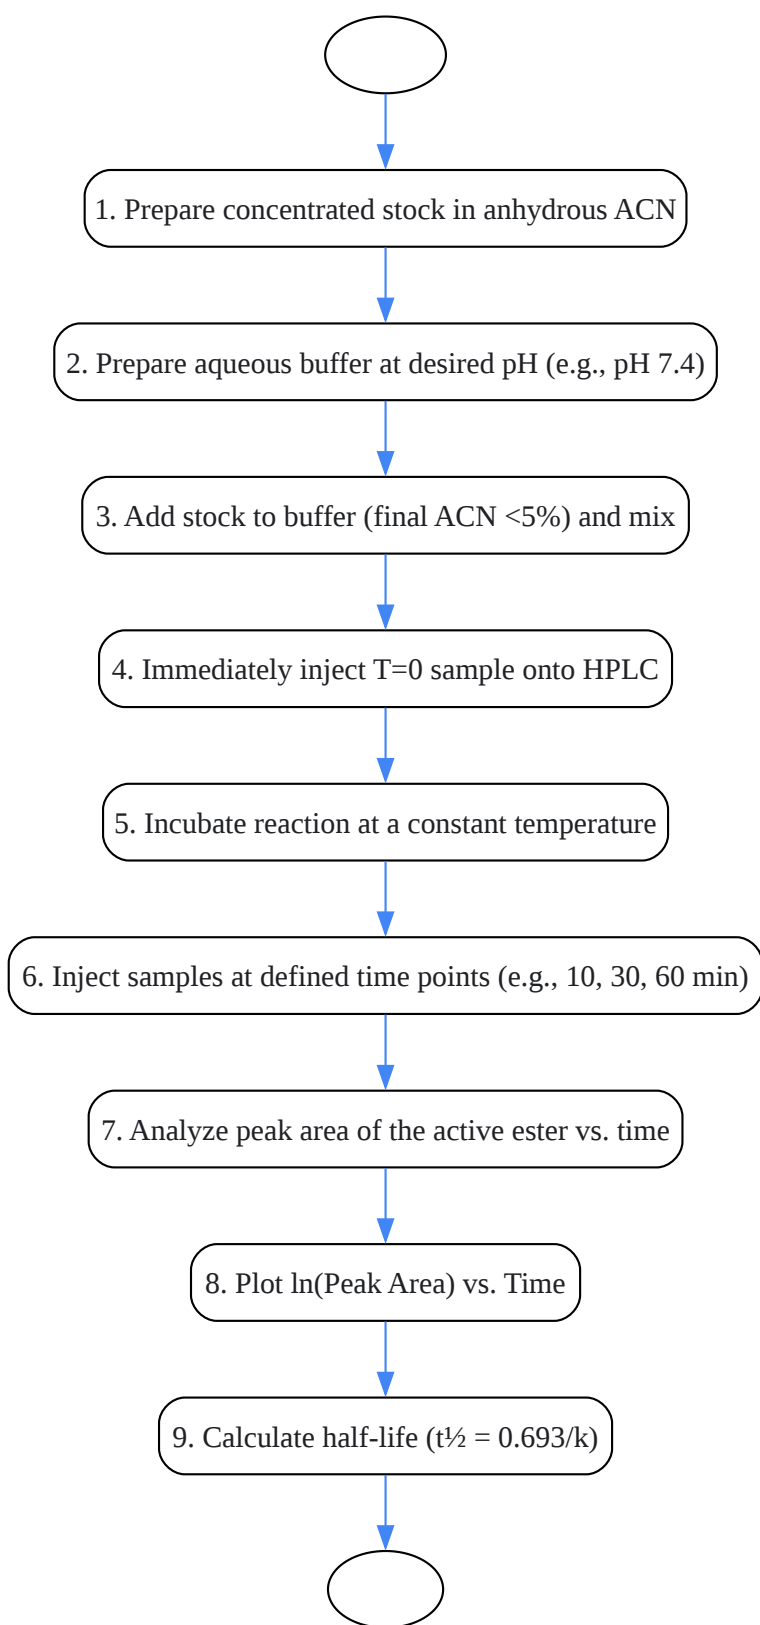 1. Prepare concentrated stock in anhydrous ACN
2. Prepare aqueous buffer at desired pH (e.g., pH 7.4)
3. Add stock to buffer (final ACN <5%) and mix
4. Immediately inject T=0 sample onto HPLC
5. Incubate reaction at a constant temperature
6. Inject samples at defined time points (e.g., 10, 30, 60 min)
7. Analyze peak area of the active ester vs. time
8. Plot ln(Peak Area) vs. Time
9. Calculate half-life (t½ = 0.693/k)